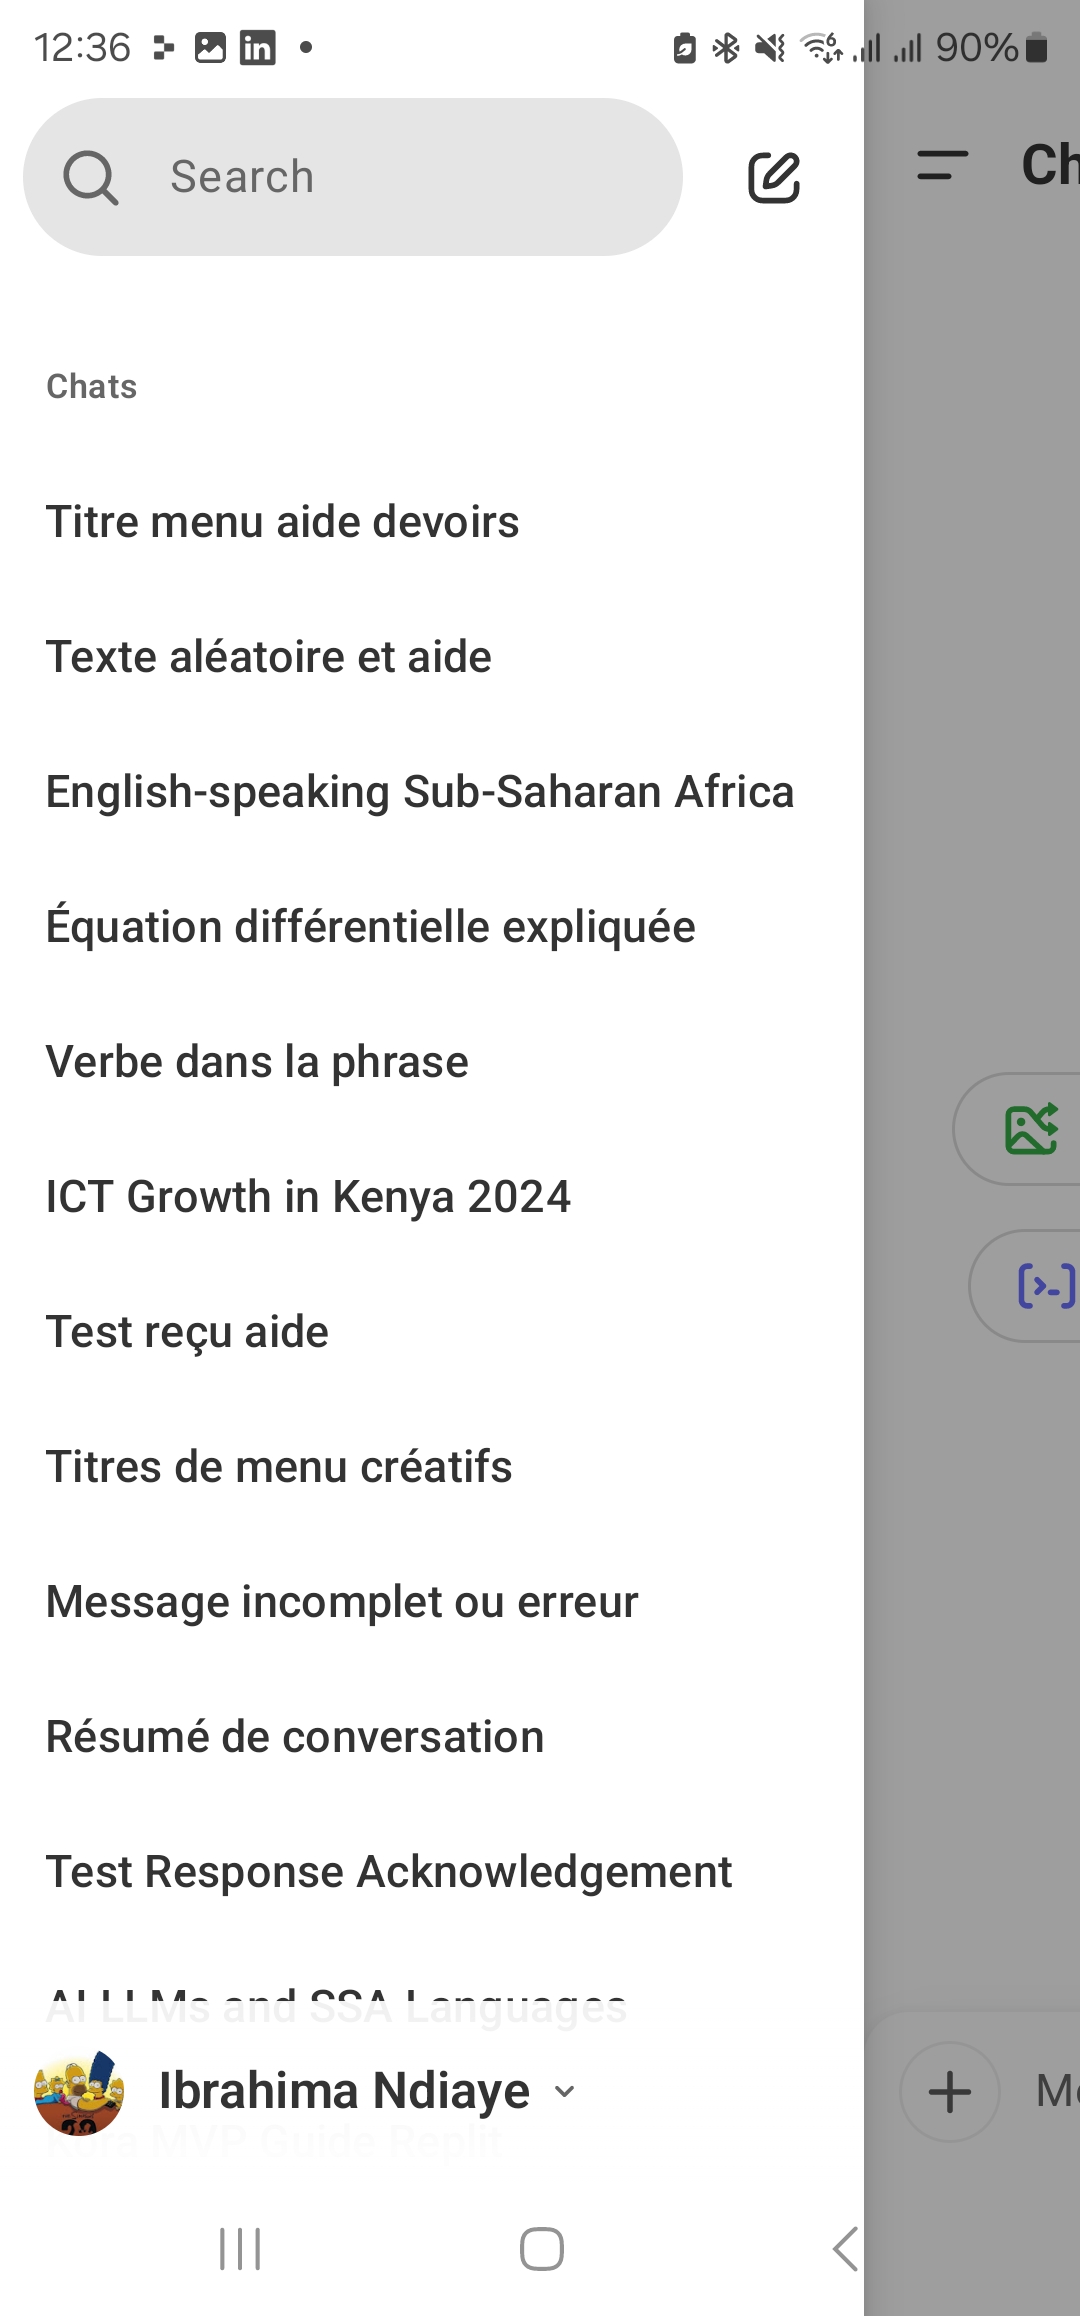 12:36
90%
Search
Ch
Chats
Titre menu aide devoirs
Texte aléatoire et aide
English-speaking Sub-Saharan Africa
Équation différentielle expliquée
Verbe dans la phrase
ICT Growth in Kenya 2024
Test reçu aide
Titres de menu créatifs
Message incomplet ou erreur
Résumé de conversation
Test Response Acknowledgement
AI LLMs and SSA Languages
Ibrahima Ndiaye
MVP Guide Replit